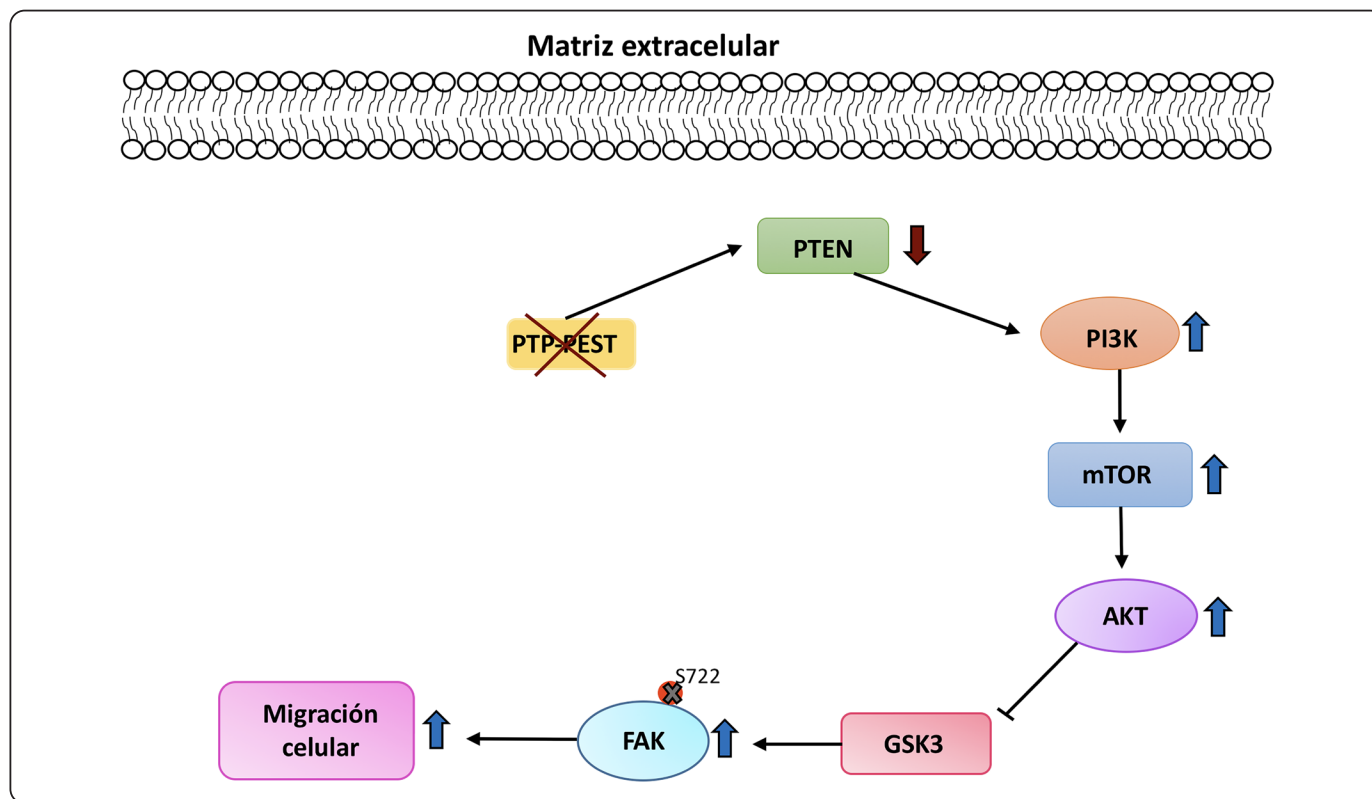 Matriz extracelular
PTEN
PTP-PEST
PI3K
mTOR
AKT
S722
Migración
celular
FAK
GSK3